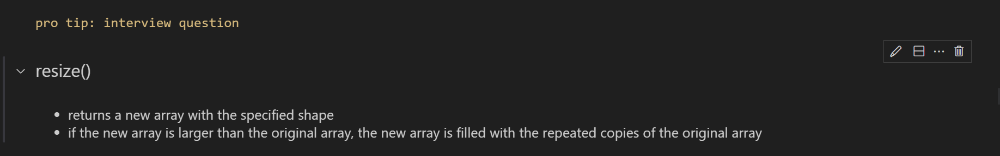 pro tip: interview question
resize()
returns a new array with the specified shape
if the new array is larger than the original array, the new array is filled with the repeated copies of the original array